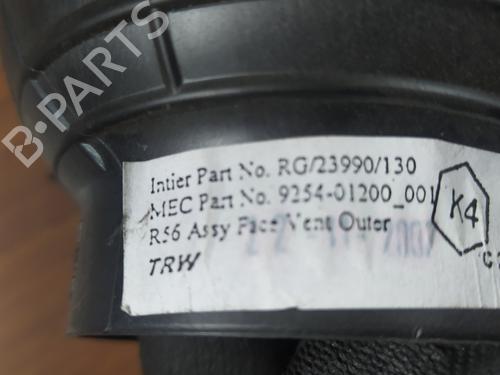 B-PARTS
Intier Part No. RG/23990/130
MEC Part No. 9254-01200_001
R56 Assy Face Vent Outer
K4
TRW